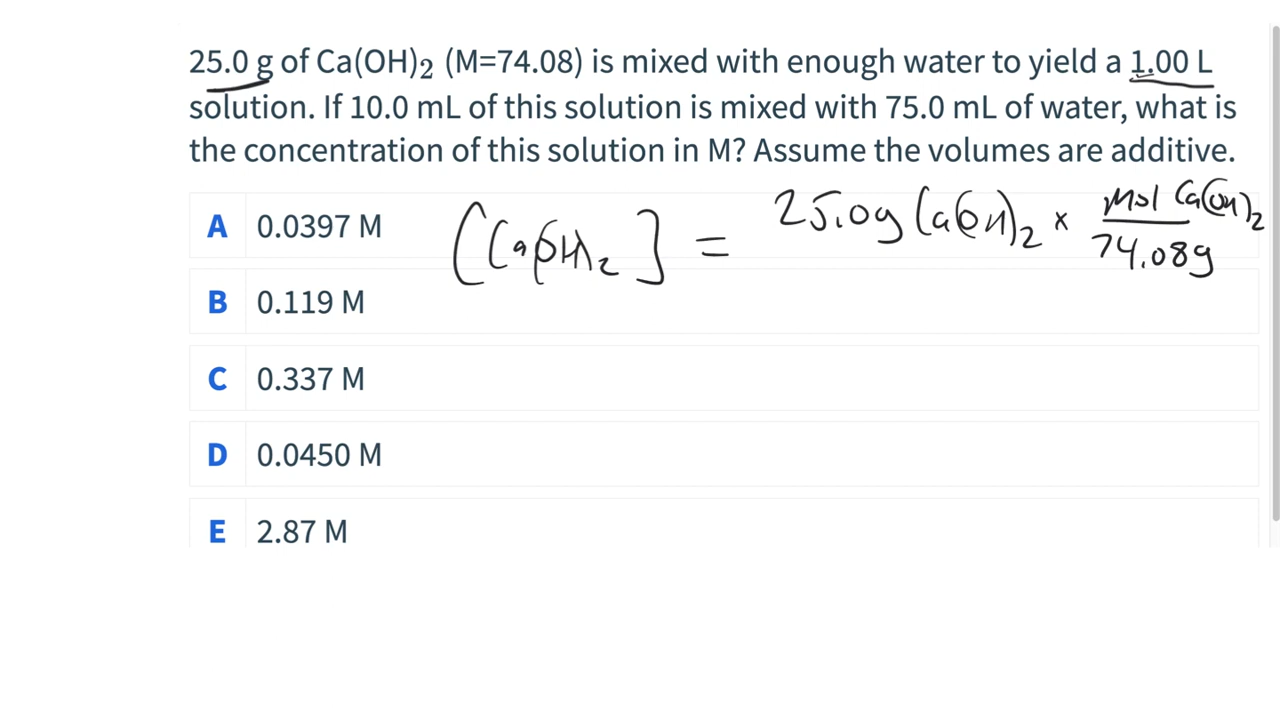 25.0 g of Ca(OH)₂ (M=74.08) is mixed with enough water to yield a 1.00 L
solution. If 10.0 mL of this solution is mixed with 75.0 mL of water, what is
the concentration of this solution in M? Assume the volumes are additive.
A 0.0397 M
[Ca(OH)₂] = 25.0g Ca(OH)₂ × mol Ca(OH)₂ / 74.08g
B 0.119 M
C 0.337 M
D 0.0450 M
E 2.87 M